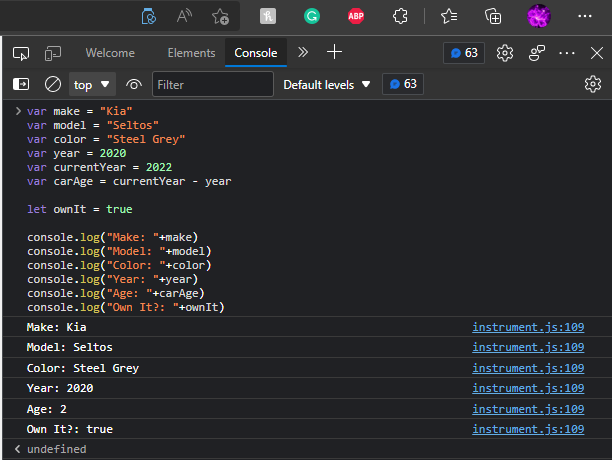 ABP
Welcome Elements Console 63
top Filter Default levels 63
var make = "Kia"
var model = "Seltos"
var color = "Steel Grey"
var year = 2020
var currentYear = 2022
var carAge = currentYear - year
let ownIt = true
console.log("Make: "+make)
console.log("Model: "+model)
console.log("Color: "+color)
console.log("Year: "+year)
console.log("Age: "+carAge)
console.log("Own It?: "+ownIt)
Make: Kia instrument.js:109
Model: Seltos instrument.js:109
Color: Steel Grey instrument.js:109
Year: 2020 instrument.js:109
Age: 2 instrument.js:109
Own It?: true instrument.js:109
undefined